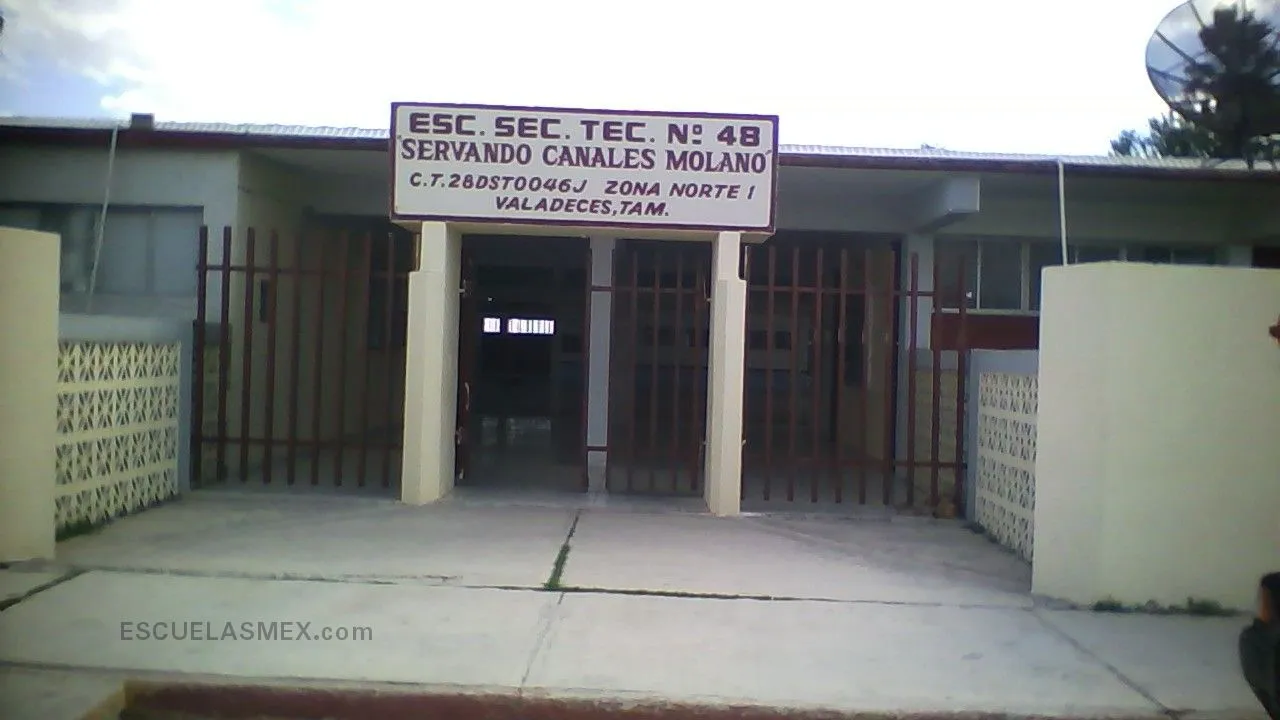 ESC. SEC. TEC. Nº 48
"SERVANDO CANALES MOLANO"
C.T.28DST0046J ZONA NORTE 1
VALADECES,TAM.
ESCUELASMEX.com